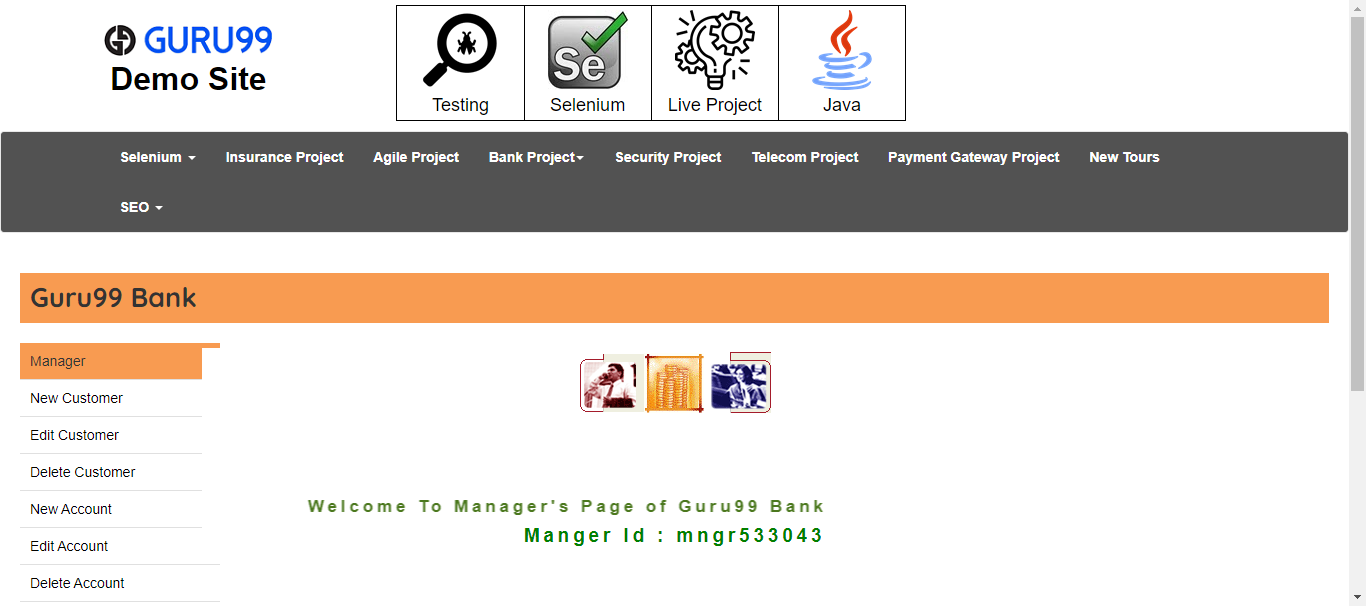 GURU99
Demo Site
Se
Testing Selenium Live Project Java
Selenium Insurance Project Agile Project Bank Project Security Project Telecom Project Payment Gateway Project New Tours
SEO
Guru99 Bank
Manager
New Customer
Edit Customer
Delete Customer
New Account
Edit Account
Delete Account
Welcome To Manager's Page of Guru99 Bank
Manger Id : mngr533043